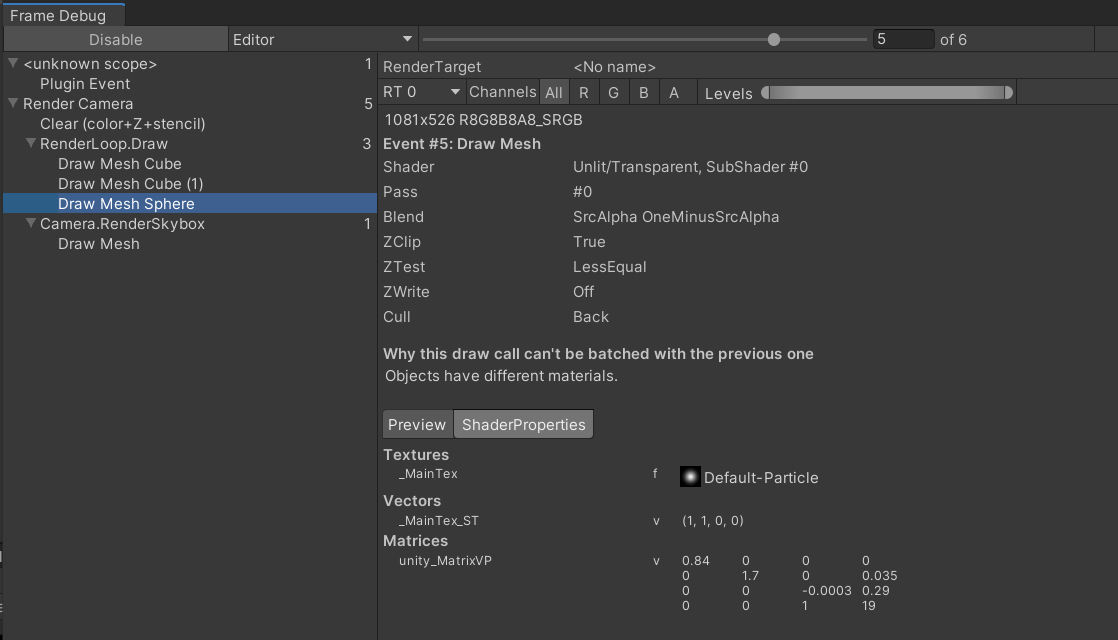 Frame Debug
Disable Editor 5 of 6
<unknown scope> 1
Plugin Event
Render Camera 5
Clear (color+Z+stencil)
RenderLoop.Draw 3
Draw Mesh Cube
Draw Mesh Cube (1)
Draw Mesh Sphere
Camera.RenderSkybox 1
Draw Mesh
RenderTarget <No name>
RT 0 Channels All R G B A Levels
1081x526 R8G8B8A8_SRGB
Event #5: Draw Mesh
Shader Unlit/Transparent, SubShader #0
Pass #0
Blend SrcAlpha OneMinusSrcAlpha
ZClip True
ZTest LessEqual
ZWrite Off
Cull Back
Why this draw call can't be batched with the previous one
Objects have different materials.
Preview ShaderProperties
Textures
_MainTex f Default-Particle
Vectors
_MainTex_ST v (1, 1, 0, 0)
Matrices
unity_MatrixVP v 0.84 0 0 0
0 1.7 0 0.035
0 0 -0.0003 0.29
0 0 1 19